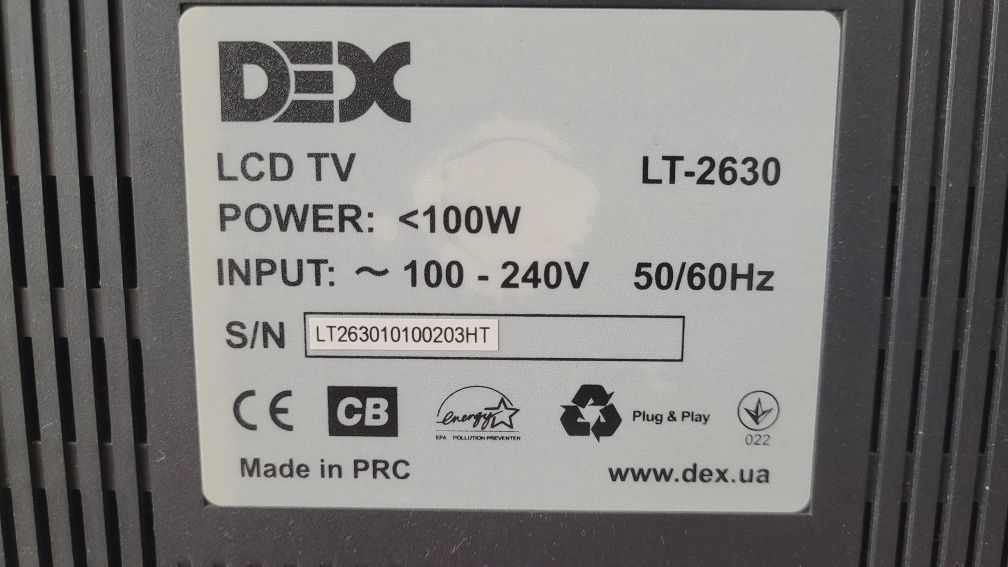 DEX
LCD TV LT-2630
POWER: <100W
INPUT: ~ 100 - 240V 50/60Hz
S/N LT263010100203HT
CE CB energy Plug & Play
EPA POLLUTION PREVENTER
022
Made in PRC www.dex.ua